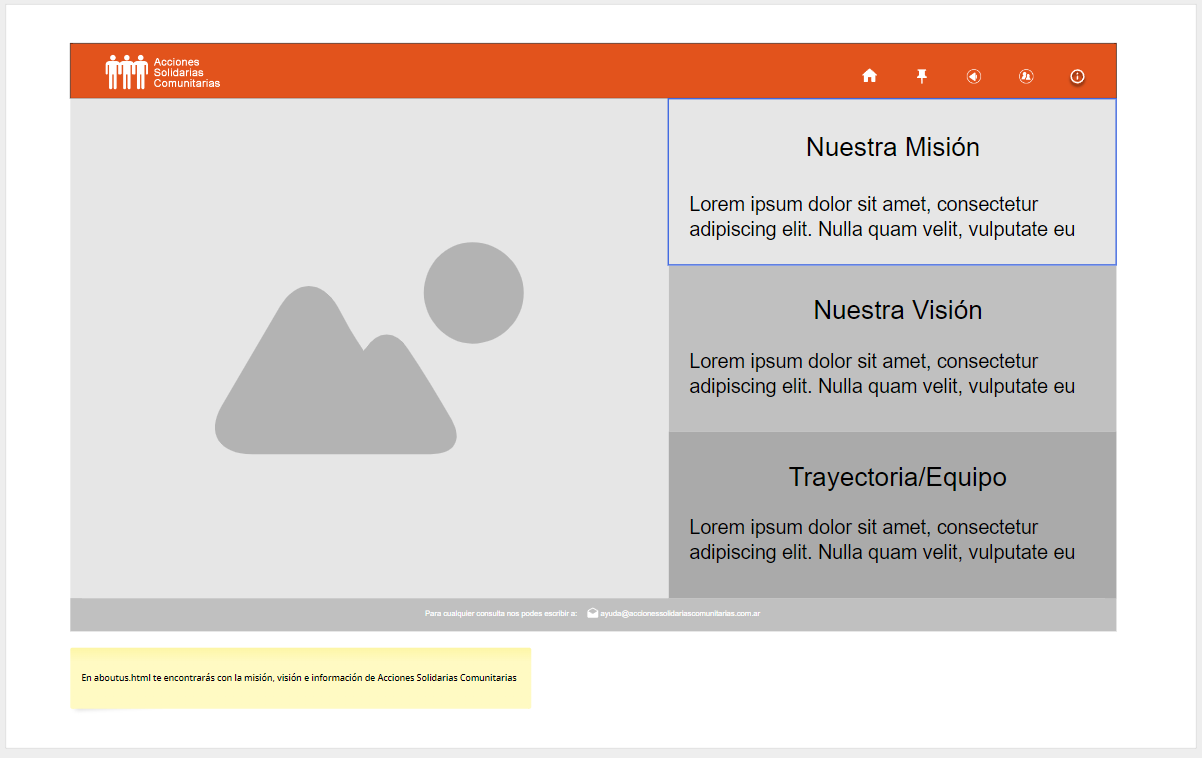 Acciones
Solidarias
Comunitarias
Nuestra Misión
Lorem ipsum dolor sit amet, consectetur
adipiscing elit. Nulla quam velit, vulputate eu
Nuestra Visión
Lorem ipsum dolor sit amet, consectetur
adipiscing elit. Nulla quam velit, vulputate eu
Trayectoria/Equipo
Lorem ipsum dolor sit amet, consectetur
adipiscing elit. Nulla quam velit, vulputate eu
Para cualquier consulta nos podes escribir a: ayuda@accionessolidariascomunitarias.com.ar
En aboutus.html te encontrarás con la misión, visión e información de Acciones Solidarias Comunitarias